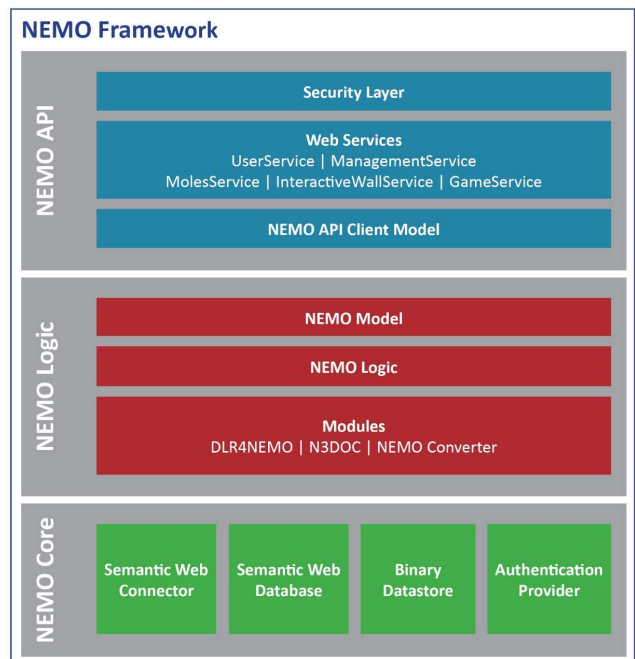 NEMO Framework
NEMO API
Security Layer
Web Services
UserService | ManagementService
MolesService | InteractiveWallService | GameService
NEMO API Client Model
NEMO Logic
NEMO Model
NEMO Logic
Modules
DLR4NEMO | N3DOC | NEMO Converter
NEMO Core
Semantic Web
Connector
Semantic Web
Database
Binary
Datastore
Authentication
Provider